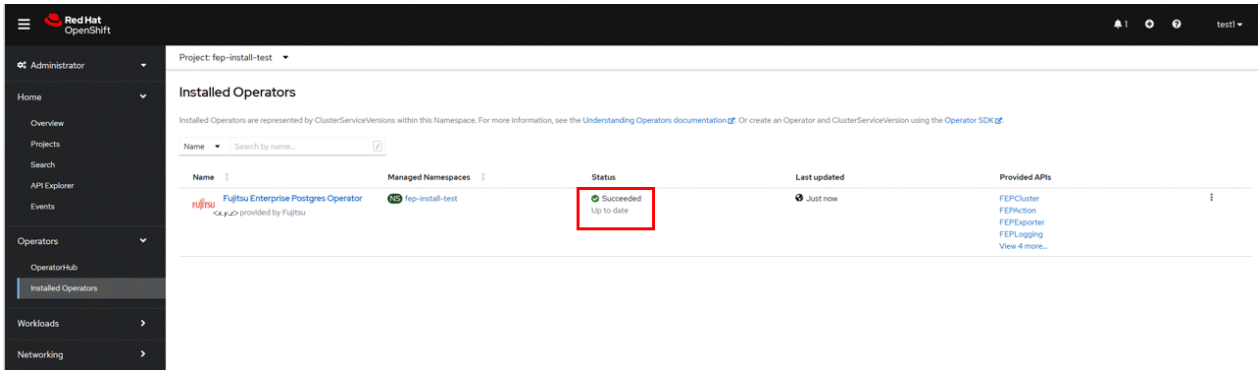 Red Hat
OpenShift
1
test1
Administrator
Project: fep-install-test
Home
Overview
Projects
Search
API Explorer
Events
Operators
OperatorHub
Installed Operators
Workloads
Networking
Installed Operators
Installed Operators are represented by ClusterServiceVersions within this Namespace. For more information, see the Understanding Operators documentation. Or create an Operator and ClusterServiceVersion using the Operator SDK.
Name Search by name... /
Name Managed Namespaces Status Last updated Provided APIs
FUJITSU Fujitsu Enterprise Postgres Operator NS fep-install-test Succeeded Just now FEPCluster
<x.y.z> provided by Fujitsu Up to date FEPAction
FEPExporter
FEPLogging
View 4 more...